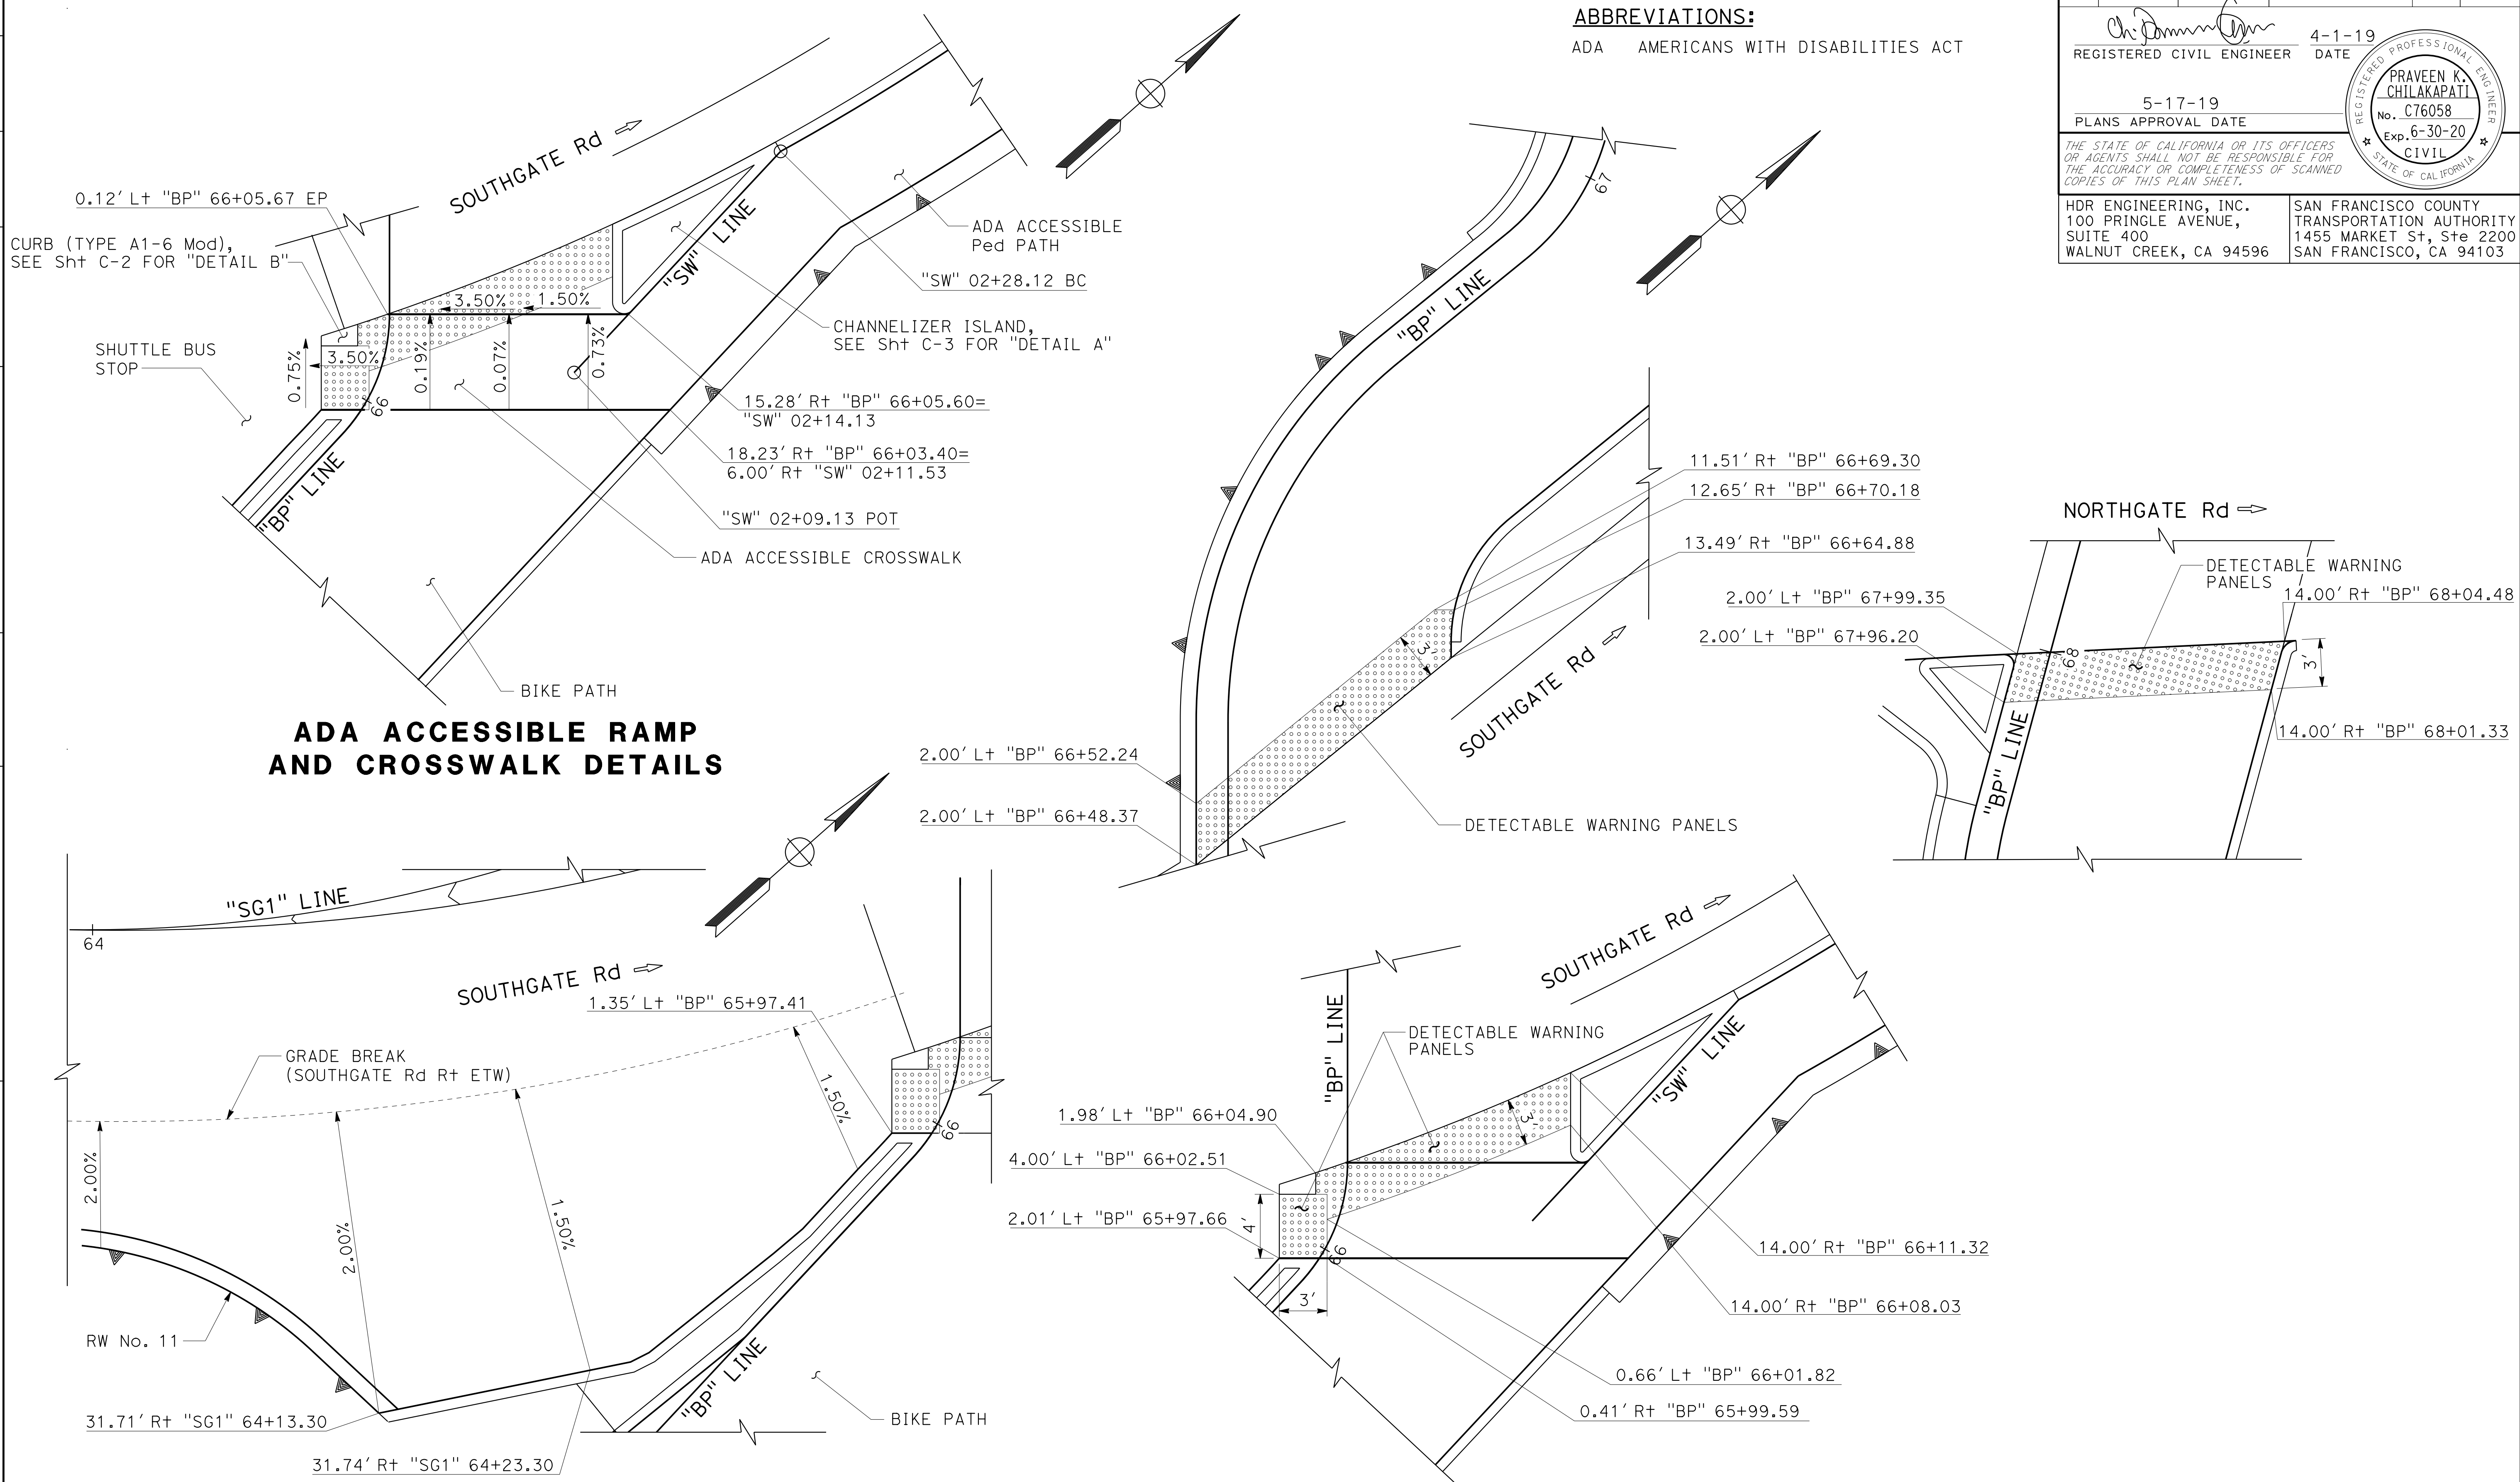 ABBREVIATIONS:
ADA AMERICANS WITH DISABILITIES ACT
REGISTERED CIVIL ENGINEER
4-1-19
DATE
5-17-19
PLANS APPROVAL DATE
REGISTERED PROFESSIONAL ENGINEER
PRAVEEN K.
CHILAKAPATI
No. C76058
Exp. 6-30-20
CIVIL
STATE OF CALIFORNIA
THE STATE OF CALIFORNIA OR ITS OFFICERS
OR AGENTS SHALL NOT BE RESPONSIBLE FOR
THE ACCURACY OR COMPLETENESS OF SCANNED
COPIES OF THIS PLAN SHEET.
HDR ENGINEERING, INC.
100 PRINGLE AVENUE,
SUITE 400
WALNUT CREEK, CA 94596
SAN FRANCISCO COUNTY
TRANSPORTATION AUTHORITY
1455 MARKET St, Ste 2200
SAN FRANCISCO, CA 94103
SOUTHGATE Rd
0.12' Lt "BP" 66+05.67 EP
CURB (TYPE A1-6 Mod),
SEE Sht C-2 FOR "DETAIL B"
SHUTTLE BUS
STOP
0.75%
3.50%
3.50%
1.50%
0.19%
0.07%
0.73%
66
"BP" LINE
"SW" LINE
ADA ACCESSIBLE
Ped PATH
"SW" 02+28.12 BC
CHANNELIZER ISLAND,
SEE Sht C-3 FOR "DETAIL A"
15.28' Rt "BP" 66+05.60=
"SW" 02+14.13
18.23' Rt "BP" 66+03.40=
6.00' Rt "SW" 02+11.53
"SW" 02+09.13 POT
ADA ACCESSIBLE CROSSWALK
BIKE PATH
ADA ACCESSIBLE RAMP
AND CROSSWALK DETAILS
67
"BP" LINE
11.51' Rt "BP" 66+69.30
12.65' Rt "BP" 66+70.18
13.49' Rt "BP" 66+64.88
3'
SOUTHGATE Rd
2.00' Lt "BP" 66+52.24
2.00' Lt "BP" 66+48.37
DETECTABLE WARNING PANELS
NORTHGATE Rd
DETECTABLE WARNING
PANELS
14.00' Rt "BP" 68+04.48
2.00' Lt "BP" 67+99.35
2.00' Lt "BP" 67+96.20
68
3'
14.00' Rt "BP" 68+01.33
"BP" LINE
"SG1" LINE
64
SOUTHGATE Rd
1.35' Lt "BP" 65+97.41
GRADE BREAK
(SOUTHGATE Rd Rt ETW)
2.00%
2.00%
1.50%
1.50%
66
RW No. 11
"BP" LINE
BIKE PATH
31.71' Rt "SG1" 64+13.30
31.74' Rt "SG1" 64+23.30
SOUTHGATE Rd
"BP" LINE
DETECTABLE WARNING
PANELS
"SW" LINE
3'
1.98' Lt "BP" 66+04.90
4.00' Lt "BP" 66+02.51
2.01' Lt "BP" 65+97.66
4'
66
3'
14.00' Rt "BP" 66+11.32
14.00' Rt "BP" 66+08.03
0.66' Lt "BP" 66+01.82
0.41' Rt "BP" 65+99.59